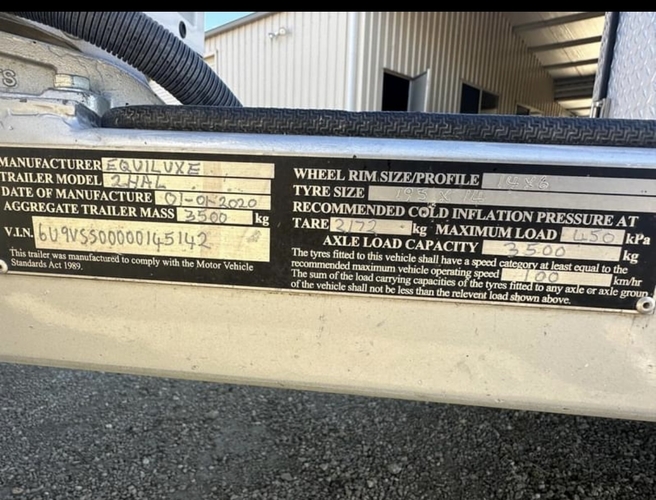 S
MANUFACTURER EQUILUXE
TRAILER MODEL 2HAL
DATE OF MANUFACTURE 01-01-2020
AGGREGATE TRAILER MASS 3500 kg
V.I.N. 6U9VSS00000145142
This trailer was manufactured to comply with the Motor Vehicle
Standards Act 1989.
WHEEL RIM SIZE/PROFILE
TYRE SIZE 195
RECOMMENDED COLD INFLATION PRESSURE AT
TARE 2172 kg MAXIMUM LOAD 450 kPa
AXLE LOAD CAPACITY 3500 kg
The tyres fitted to this vehicle shall have a speed category at least equal to the
recommended maximum vehicle operating speed 100 km/hr
The sum of the load carrying capacities of the tyres fitted to any axle or axle group
of the vehicle shall not be less than the relevent load shown above.